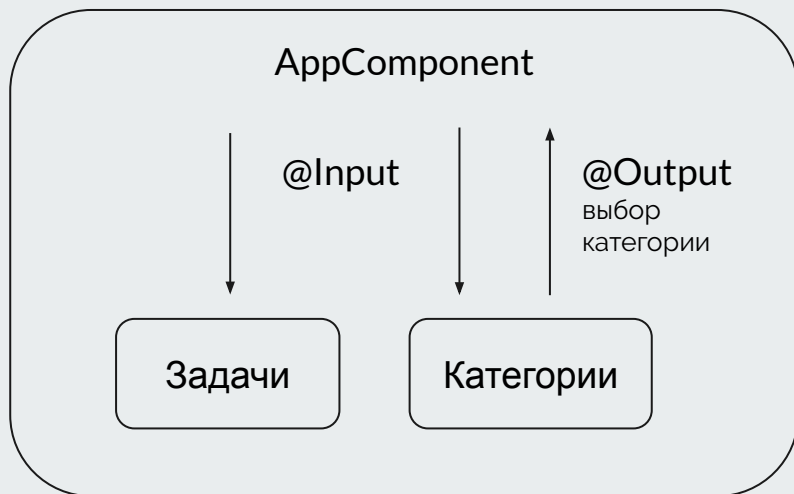 AppComponent
@Input
@Output
выбор
категории
Задачи
Категории